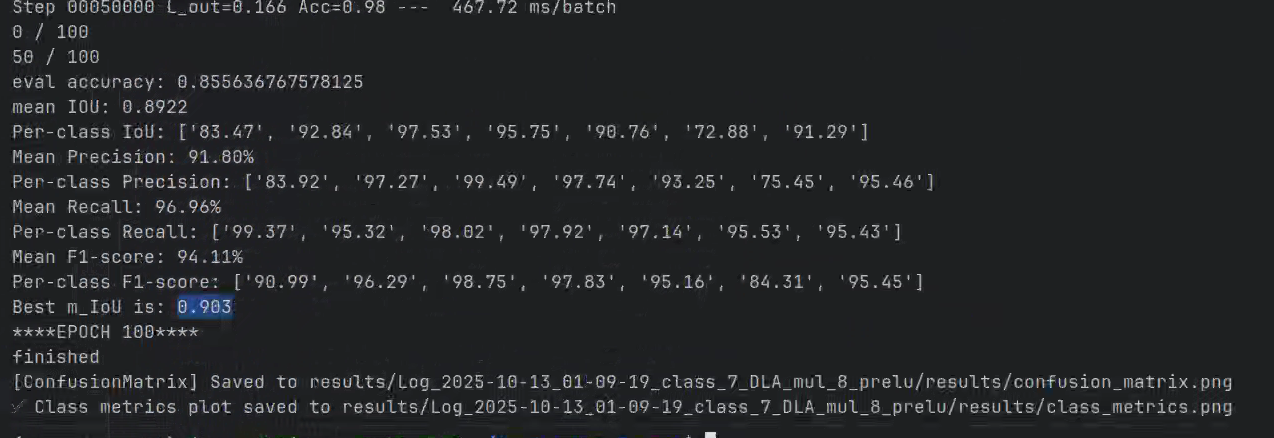 Step 00050000 L_out=0.166 Acc=0.98 ---  467.72 ms/batch
0 / 100
50 / 100
eval accuracy: 0.855636767578125
mean IOU: 0.8922
Per-class IoU: ['83.47', '92.84', '97.53', '95.75', '90.76', '72.88', '91.29']
Mean Precision: 91.80%
Per-class Precision: ['83.92', '97.27', '99.49', '97.74', '93.25', '75.45', '95.46']
Mean Recall: 96.96%
Per-class Recall: ['99.37', '95.32', '98.02', '97.92', '97.14', '95.53', '95.43']
Mean F1-score: 94.11%
Per-class F1-score: ['90.99', '96.29', '98.75', '97.83', '95.16', '84.31', '95.45']
Best m_IoU is: 0.903
****EPOCH 100****
finished
[ConfusionMatrix] Saved to results/Log_2025-10-13_01-09-19_class_7_DLA_mul_8_prelu/results/confusion_matrix.png
✓ Class metrics plot saved to results/Log_2025-10-13_01-09-19_class_7_DLA_mul_8_prelu/results/class_metrics.png